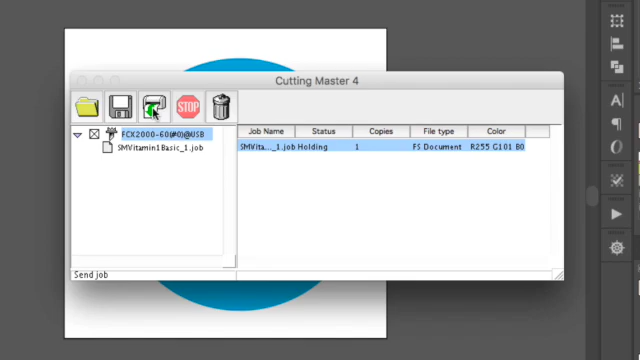 Cutting Master 4
STOP
Job Name Status Copies File type Color
FCX2000-60(#0)@USB
SMVita..._1.job Holding 1 FS Document R255 G101 B0
SMVitamin1Basic_1.job
Send job